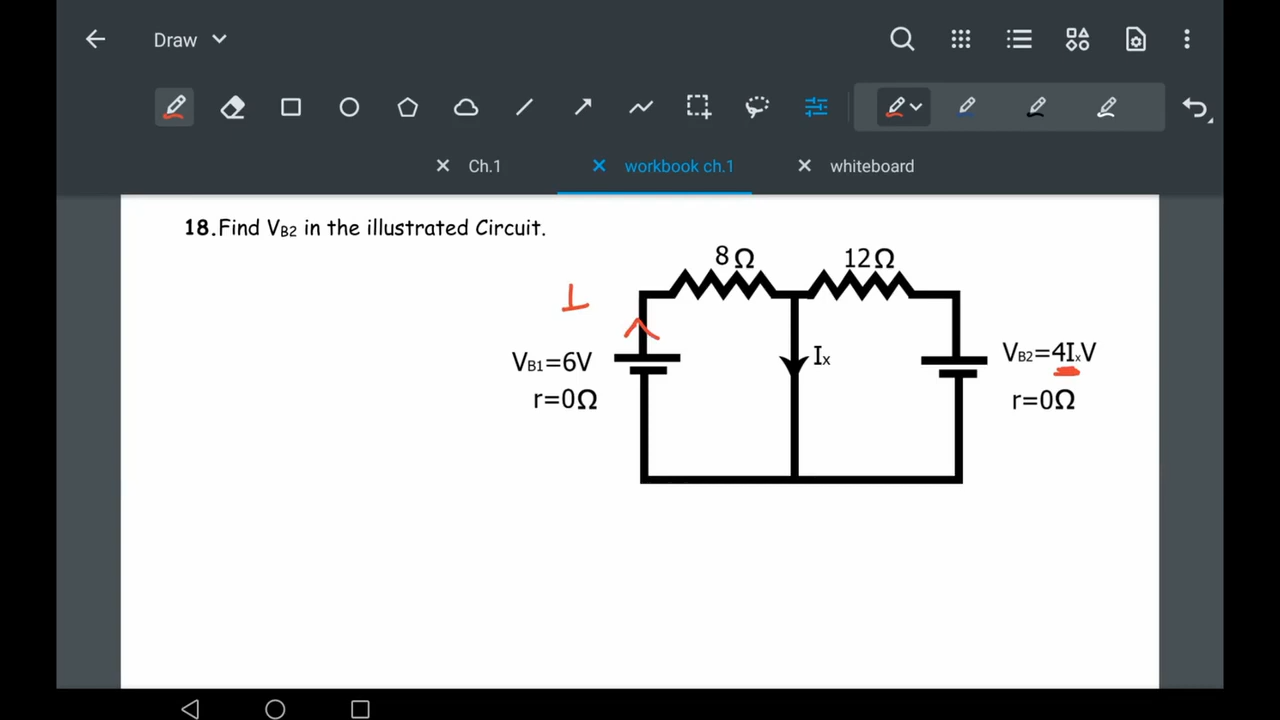 Draw
Ch.1
workbook ch.1
whiteboard
18.Find VB2 in the illustrated Circuit.
8Ω
12Ω
I
VB1=6V
r=0Ω
Ix
VB2=4IxV
r=0Ω